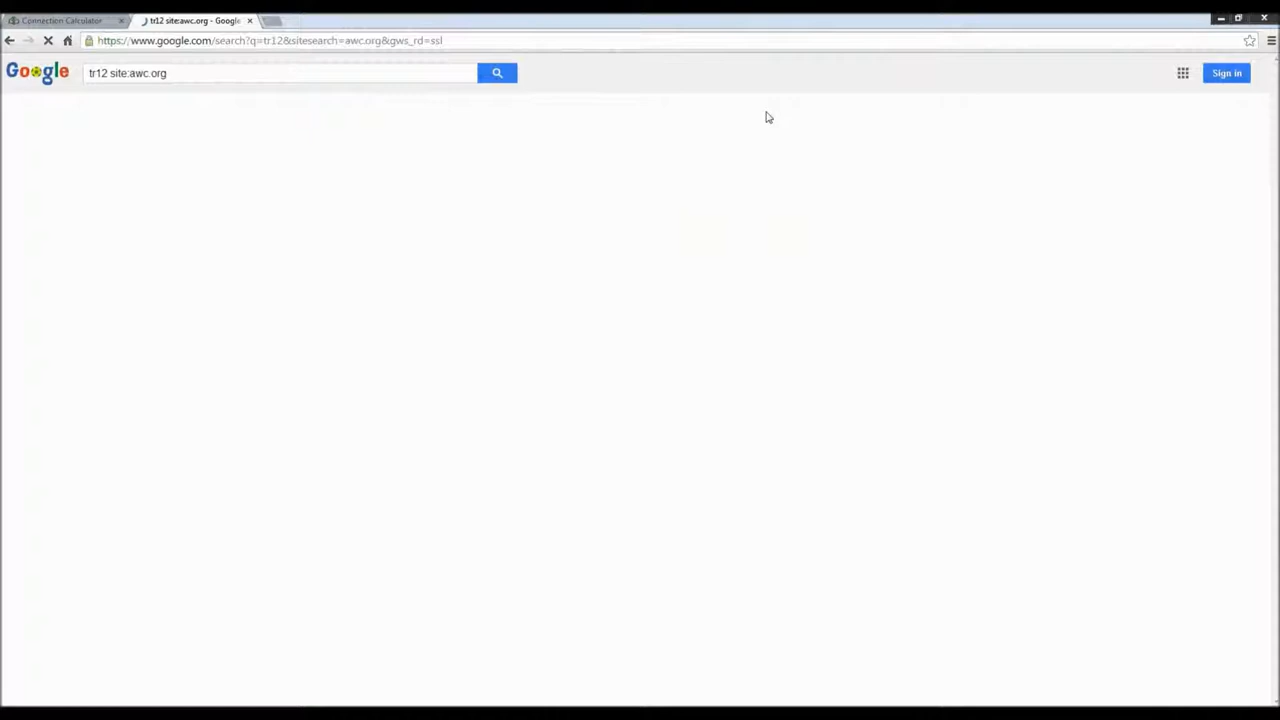 Connection Calculator
tr12 site:awc.org - Google
https://www.google.com/search?q=tr12&sitesearch=awc.org&gws_rd=ssl
Google
tr12 site:awc.org
Sign in